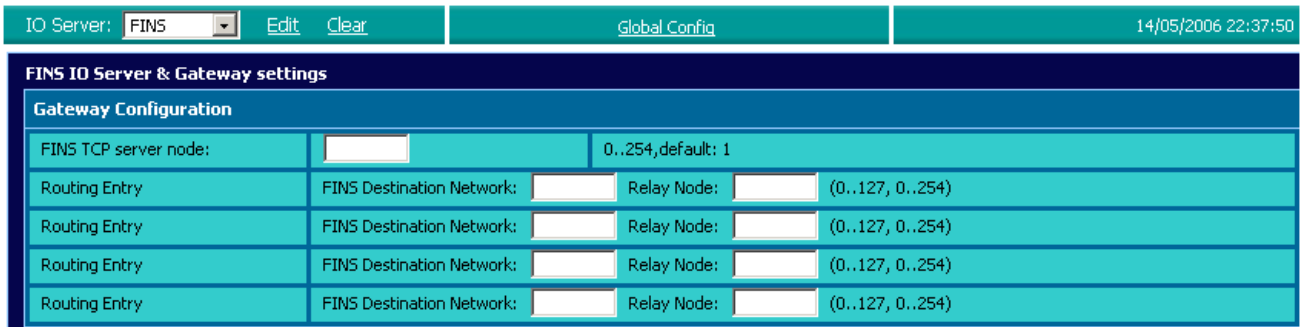 IO Server: FINS Edit Clear Global Config 14/05/2006 22:37:50
FINS IO Server & Gateway settings
Gateway Configuration
FINS TCP server node: 0..254,default: 1
Routing Entry FINS Destination Network: Relay Node: (0..127, 0..254)
Routing Entry FINS Destination Network: Relay Node: (0..127, 0..254)
Routing Entry FINS Destination Network: Relay Node: (0..127, 0..254)
Routing Entry FINS Destination Network: Relay Node: (0..127, 0..254)